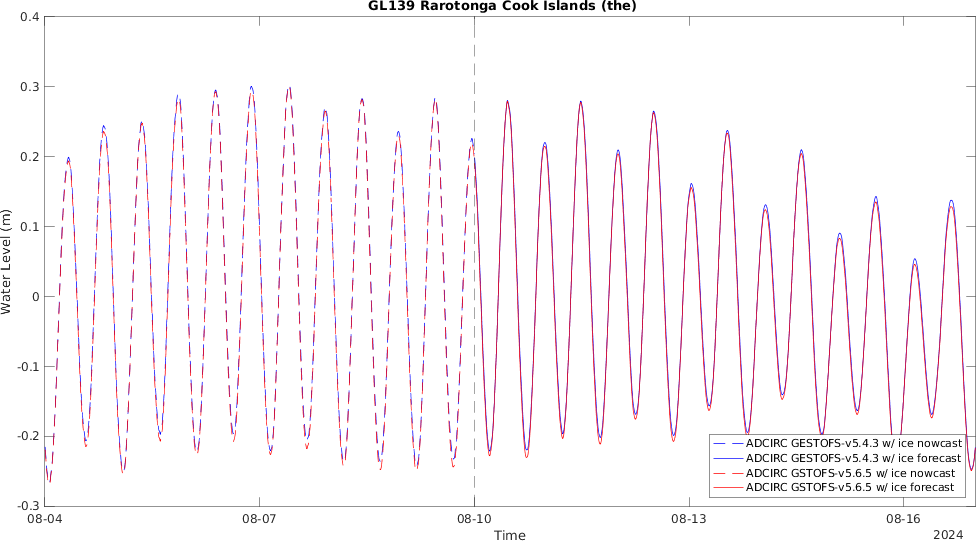 GL139 Rarotonga Cook Islands (the)
0.4
0.3
0.2
0.1
0
-0.1
-0.2
-0.3
Water Level (m)
ADCIRC GESTOFS-v5.4.3 w/ ice nowcast
ADCIRC GESTOFS-v5.4.3 w/ ice forecast
ADCIRC GSTOFS-v5.6.5 w/ ice nowcast
ADCIRC GSTOFS-v5.6.5 w/ ice forecast
08-04 08-07 08-10 08-13 08-16
Time
2024